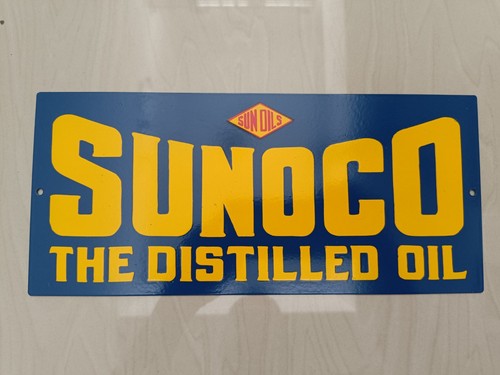 SUN OILS
SUNOCO
THE DISTILLED OIL